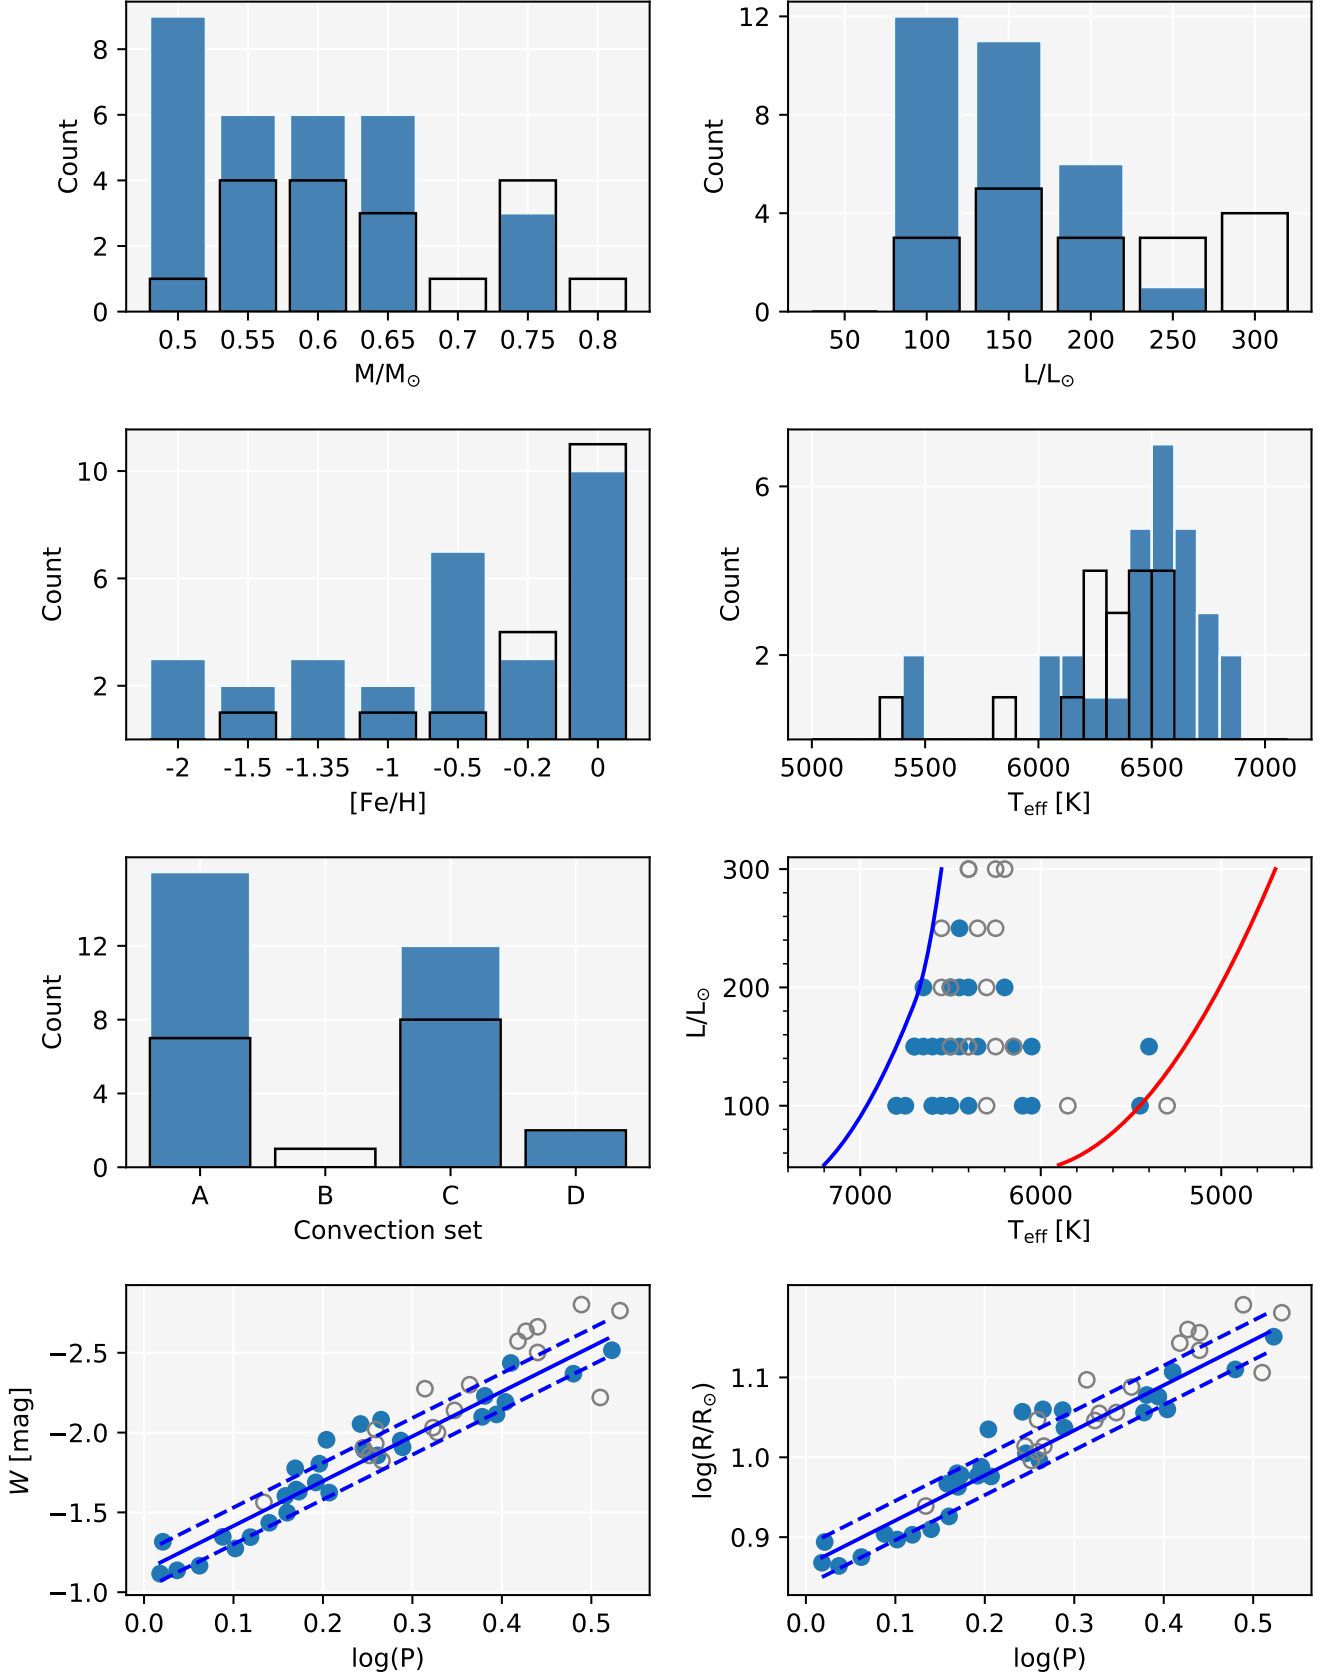 8
6
4
2
0
Count
0.5 0.55 0.6 0.65 0.7 0.75 0.8
M/M⊙
12
8
4
0
Count
50 100 150 200 250 300
L/L⊙
10
6
2
Count
-2 -1.5 -1.35 -1 -0.5 -0.2 0
[Fe/H]
6
2
Count
5000 5500 6000 6500 7000
Teff [K]
12
8
4
0
Count
A B C D
Convection set
300
200
100
L/L⊙
7000 6000 5000
Teff [K]
−2.5
−2.0
−1.5
−1.0
W [mag]
0.0 0.1 0.2 0.3 0.4 0.5
log(P)
1.1
1.0
0.9
log(R/R⊙)
0.0 0.1 0.2 0.3 0.4 0.5
log(P)